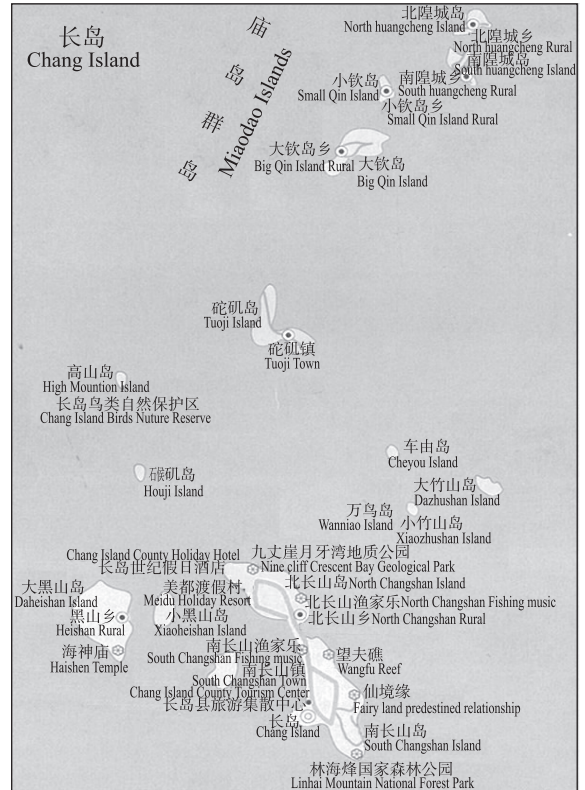 长岛
Chang Island
庙岛群岛
Miaodao Islands
北隍城岛
North huangcheng Island
北隍城乡
North huangcheng Rural
南隍城岛
South huangcheng Island
南隍城乡
South huangcheng Rural
小钦岛
Small Qin Island
小钦岛乡
Small Qin Island Rural
大钦岛乡
Big Qin Island Rural
大钦岛
Big Qin Island
砣矶岛
Tuoji Island
砣矶镇
Tuoji Town
高山岛
High Mountion Island
长岛鸟类自然保护区
Chang Island Birds Nuture Reserve
车由岛
Cheyou Island
𬒗矶岛
Houji Island
大竹山岛
Dazhushan Island
万鸟岛
Wanniao Island
小竹山岛
Xiaozhushan Island
Chang Island County Holiday Hotel
长岛世纪假日酒店
九丈崖月牙湾地质公园
Nine cliff Crescent Bay Geological Park
大黑山岛
Daheishan Island
美都渡假村
Meidu Holiday Resort
北长山岛North Changshan Island
北长山渔家乐North Changshan Fishing music
黑山乡
Heishan Rural
小黑山岛
Xiaoheishan Island
北长山乡North Changshan Rural
海神庙
Haishen Temple
南长山渔家乐
South Changshan Fishing music
望夫礁
Wangfu Reef
南长山镇
South Changshan Town
Chang Island County Tourism Center
长岛县旅游集散中心
仙境缘
Fairy land predestined relationship
长岛
Chang Island
南长山岛
South Changshan Island
林海烽国家森林公园
Linhai Mountain National Forest Park